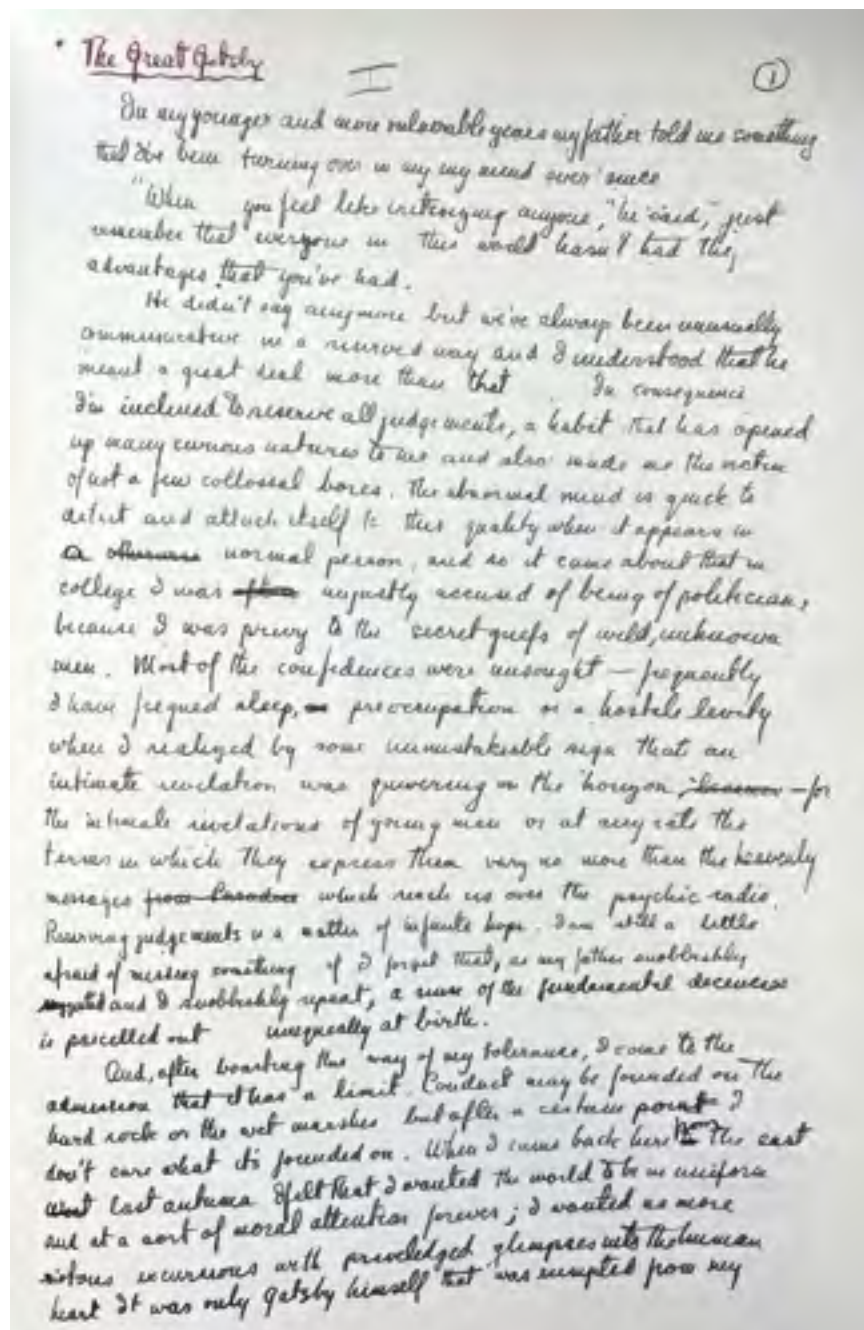 The Great Gatsby
I
1
In my younger and more vulnerable years my father told me something
that I've been turning over in my my mind ever since
"When you feel like critisizing anyone," he said, "just
remember that everyone in this world hasn't had the
advantages that you've had.
He didn't say anymore but we've always been unusually
communicative in a reserved way and I understood that he
meant a great deal more than that In consequence
I'm inclined to reserve all judgements, a habit that has opened
up many curious natures to me and also made me the victim
of not a few collossal bores. The abnormal mind is quick to
detect and attach itself to this quality when it appears in
a normal person, and so it came about that in
college I was unjustly accused of being of politician,
because I was privy to the secret griefs of wild, unknown
men. Most of the confidences were unsought — frequently
I have feigned sleep, preoccupation or a hostile levity
when I realized by some unmistakable sign that an
intimate revelation was quivering on the horizon — for
the intimate revelations of young men or at any rate the
terms in which they express them vary no more than the heavenly
messages from Paradise which reach us over the psychic radio.
Reserving judgements is a matter of infinite hope. I am still a little
afraid of missing something if I forget that, as my father snobbishly
suggested and I snobbishly repeat, a sense of the fundamental decencies
is parcelled out unequally at birth.
And, after boasting this way of my tolerance, I come to the
admission that it has a limit. Conduct may be founded on the
hard rock or the wet marshes but after a certain point I
don't care what it's founded on. When I came back here from the east
last autumn I felt that I wanted the world to be in uniform
and at a sort of moral attention forever; I wanted no more
riotous excursions with priveledged glimpses into the human
heart It was only Gatsby himself that was exempted from my